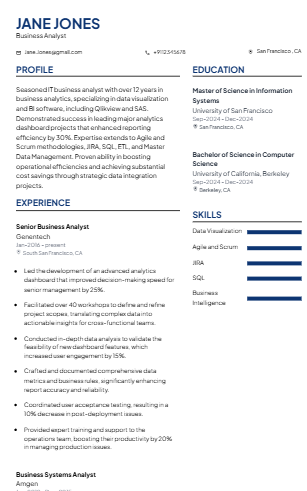 JANE JONES
Business Analyst
Jane.jones@gmail.com
+9112345678
San Francisco, CA
PROFILE
Seasoned IT business analyst with over 12 years in
business analytics, specializing in data visualization
and BI software, including Qlikview and SAS.
Demonstrated success in leading major analytics
dashboard projects that enhanced reporting
efficiency by 30%. Expertise extends to Agile and
Scrum methodologies, JIRA, SQL, ETL, and Master
Data Management. Proven ability in boosting
operational efficiencies and achieving substantial
cost savings through strategic data integration
projects.
EXPERIENCE
Senior Business Analyst
Genentech
Jan-2016 - present
South San Francisco, CA
Led the development of an advanced analytics
dashboard that improved decision-making speed for
senior management by 25%.
Facilitated over 40 workshops to define and refine
project scopes, translating complex data into
actionable insights for cross-functional teams.
Conducted in-depth data analysis to validate the
feasibility of new dashboard features, which
increased user engagement by 15%.
Crafted and documented comprehensive data
metrics and business rules, significantly enhancing
report accuracy and reliability.
Coordinated user acceptance testing, resulting in a
10% decrease in post-deployment issues.
Provided expert training and support to the
operations team, boosting their productivity by 20%
in managing production issues.
Business Systems Analyst
Amgen
EDUCATION
Master of Science in Information
Systems
University of San Francisco
Sep-2024 - Dec-2024
San Francisco, CA
Bachelor of Science in Computer
Science
University of California, Berkeley
Sep-2024 - Dec-2024
Berkeley, CA
SKILLS
Data Visualization
Agile and Scrum
JIRA
SQL
Business
Intelligence